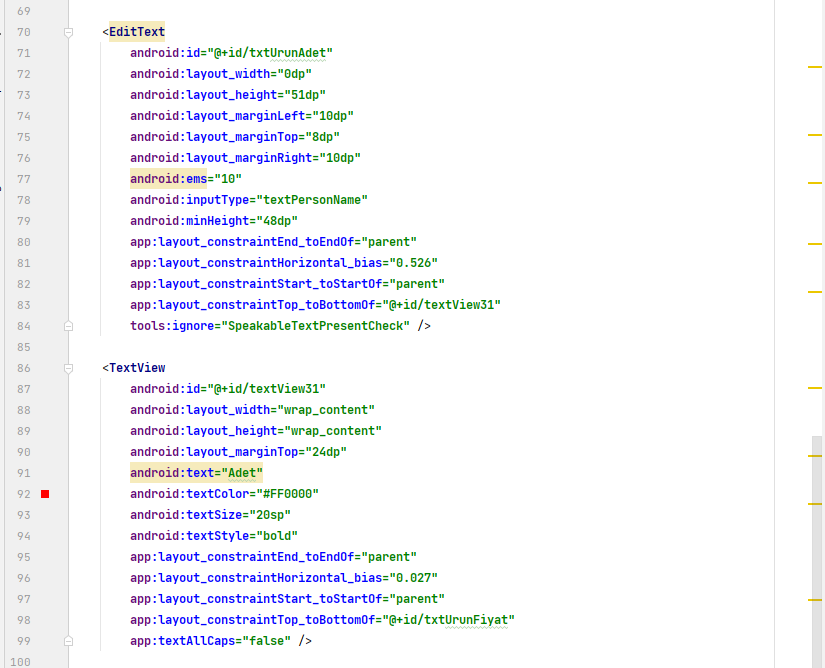 69
70 <EditText
71 android:id="@+id/txtUrunAdet"
72 android:layout_width="0dp"
73 android:layout_height="51dp"
74 android:layout_marginLeft="10dp"
75 android:layout_marginTop="8dp"
76 android:layout_marginRight="10dp"
77 android:ems="10"
78 android:inputType="textPersonName"
79 android:minHeight="48dp"
80 app:layout_constraintEnd_toEndOf="parent"
81 app:layout_constraintHorizontal_bias="0.526"
82 app:layout_constraintStart_toStartOf="parent"
83 app:layout_constraintTop_toBottomOf="@+id/textView31"
84 tools:ignore="SpeakableTextPresentCheck" />
85
86 <TextView
87 android:id="@+id/textView31"
88 android:layout_width="wrap_content"
89 android:layout_height="wrap_content"
90 android:layout_marginTop="24dp"
91 android:text="Adet"
92 android:textColor="#FF0000"
93 android:textSize="20sp"
94 android:textStyle="bold"
95 app:layout_constraintEnd_toEndOf="parent"
96 app:layout_constraintHorizontal_bias="0.027"
97 app:layout_constraintStart_toStartOf="parent"
98 app:layout_constraintTop_toBottomOf="@+id/txtUrunFiyat"
99 app:textAllCaps="false" />
100